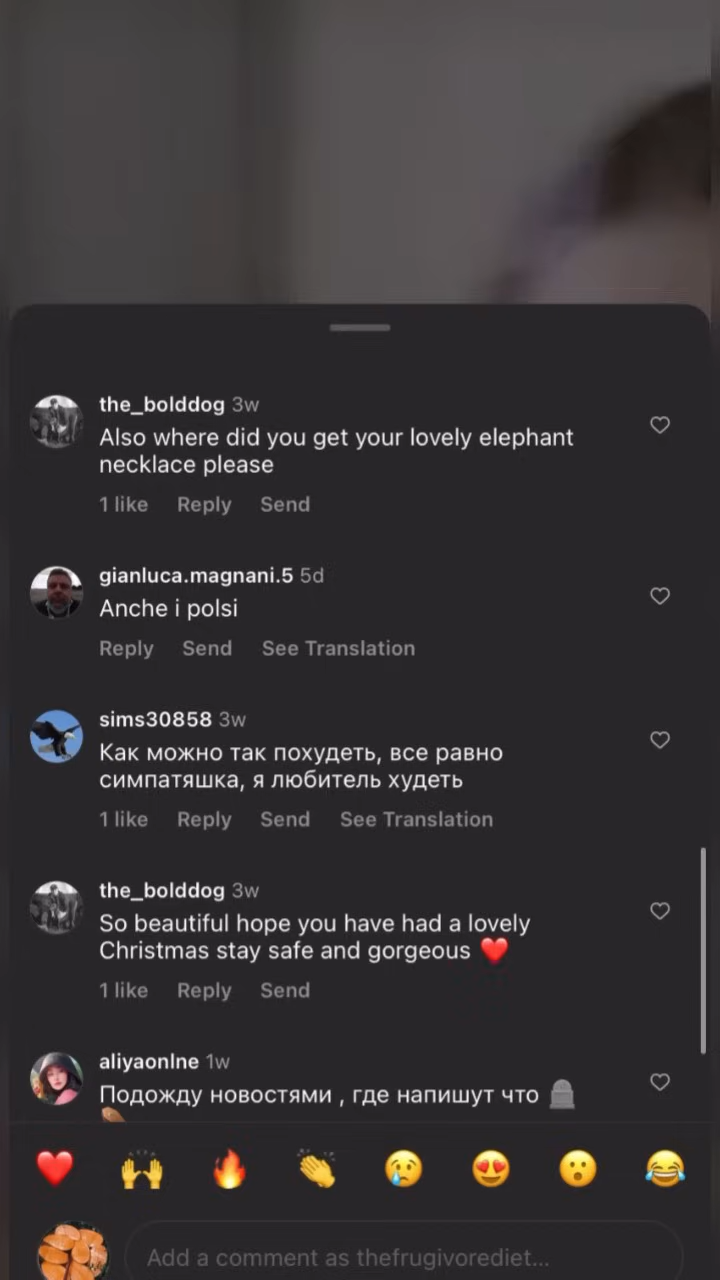 the_bolddog 3w
Also where did you get your lovely elephant
necklace please
1 like Reply Send
gianluca.magnani.5 5d
Anche i polsi
Reply Send See Translation
sims30858 3w
Как можно так похудеть, все равно
симпатяшка, я любитель худеть
1 like Reply Send See Translation
the_bolddog 3w
So beautiful hope you have had a lovely
Christmas stay safe and gorgeous ❤️
1 like Reply Send
aliyaonlne 1w
Подожду новостями , где напишут что 🪦
Add a comment as thefrugivorediet...